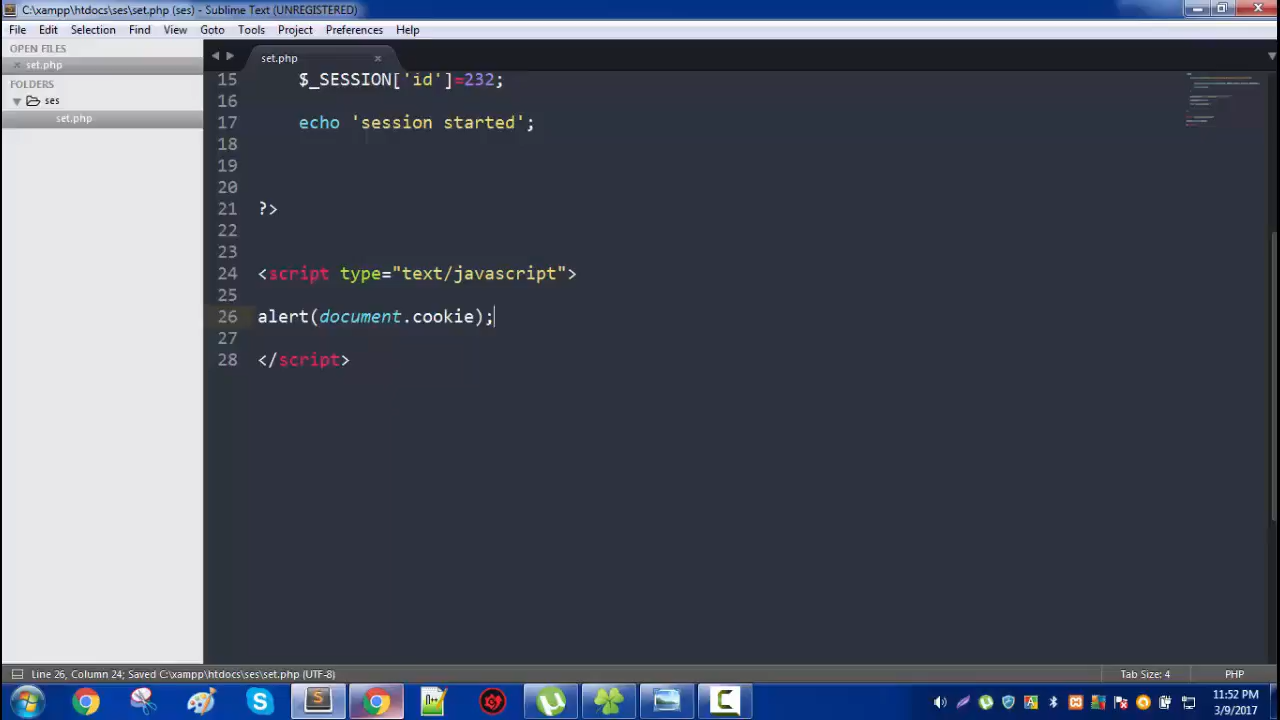 C:\xampp\htdocs\ses\set.php (ses) - Sublime Text (UNREGISTERED)
File Edit Selection Find View Goto Tools Project Preferences Help
OPEN FILES
set.php
FOLDERS
ses
set.php
set.php
15 $_SESSION['id']=232;
16
17 echo 'session started';
18
19
20
21 ?>
22
23
24 <script type="text/javascript">
25
26 alert(document.cookie);
27
28 </script>
Line 26, Column 24; Saved C:\xampp\htdocs\ses\set.php (UTF-8)
Tab Size: 4
PHP
11:52 PM
3/9/2017